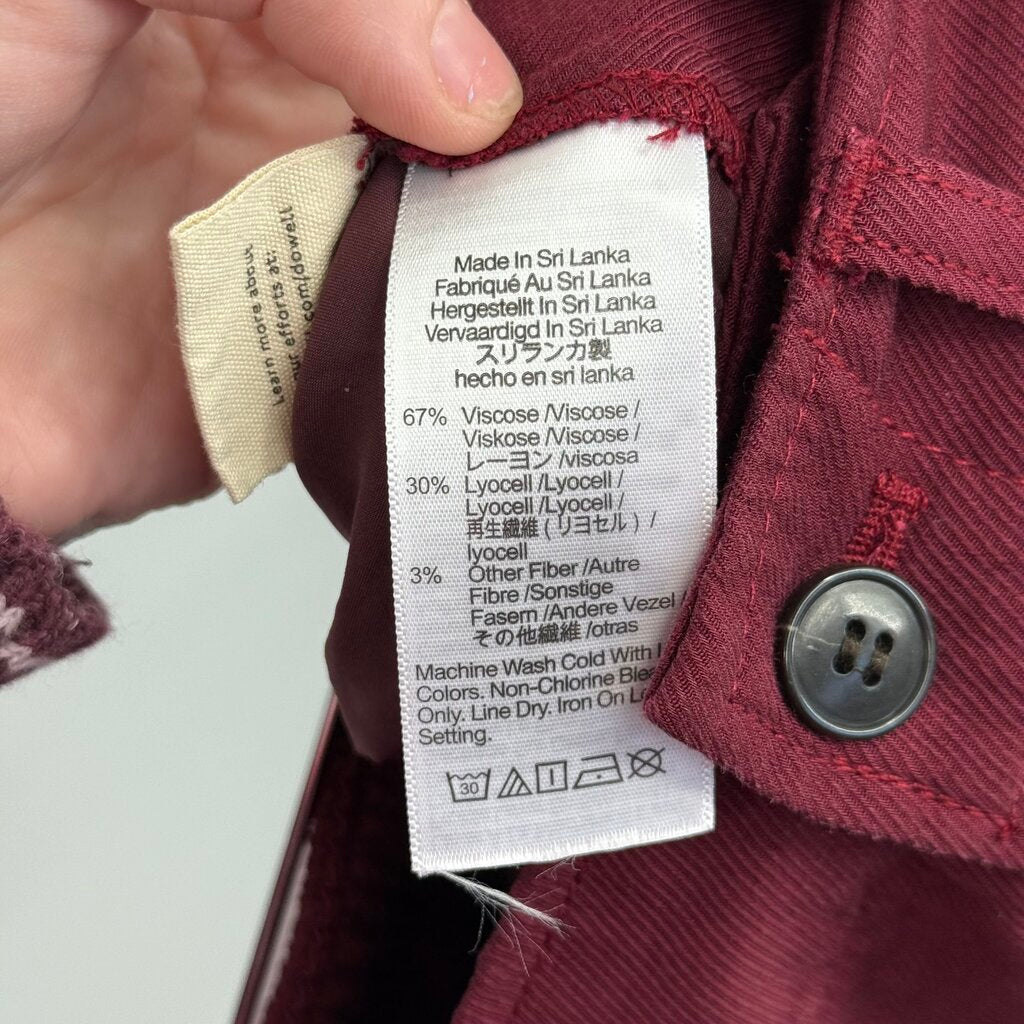 Learn more about
our efforts at:
l.com/dowell
Made In Sri Lanka
Fabriqué Au Sri Lanka
Hergestellt In Sri Lanka
Vervaardigd In Sri Lanka
スリランカ製
hecho en sri lanka
67% Viscose /Viscose /
Viskose /Viscose /
レーヨン /viscosa
30% Lyocell /Lyocell /
Lyocell /Lyocell /
再生繊維 ( リヨセル ) /
lyocell
3% Other Fiber /Autre
Fibre /Sonstige
Fasern /Andere Vezel
その他繊維 /otras
Machine Wash Cold With
Colors. Non-Chlorine
Only. Line Dry. Iron On
Setting.
30